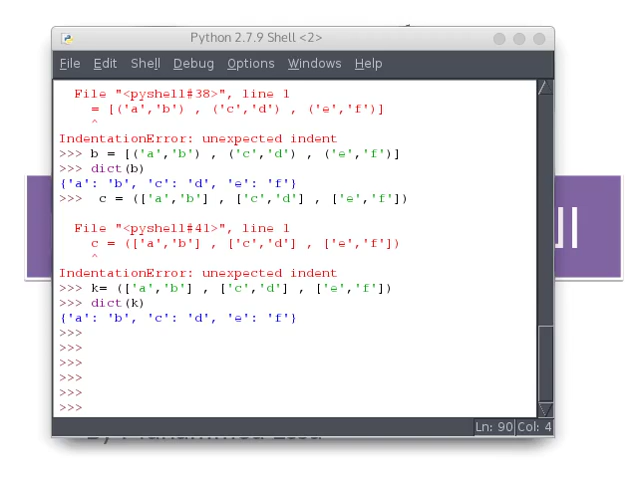 Python 2.7.9 Shell <2>
File Edit Shell Debug Options Windows Help
File "<pyshell#38>", line 1
= [('a','b') , ('c','d') , ('e','f')]
^
IndentationError: unexpected indent
>>> b = [('a','b') , ('c','d') , ('e','f')]
>>> dict(b)
{'a': 'b', 'c': 'd', 'e': 'f'}
>>>  c = (['a','b'] , ['c','d'] , ['e','f'])
File "<pyshell#41>", line 1
c = (['a','b'] , ['c','d'] , ['e','f'])
^
IndentationError: unexpected indent
>>> k= (['a','b'] , ['c','d'] , ['e','f'])
>>> dict(k)
{'a': 'b', 'c': 'd', 'e': 'f'}
>>>
>>>
>>>
>>>
>>>
>>>
Ln: 90 Col: 4